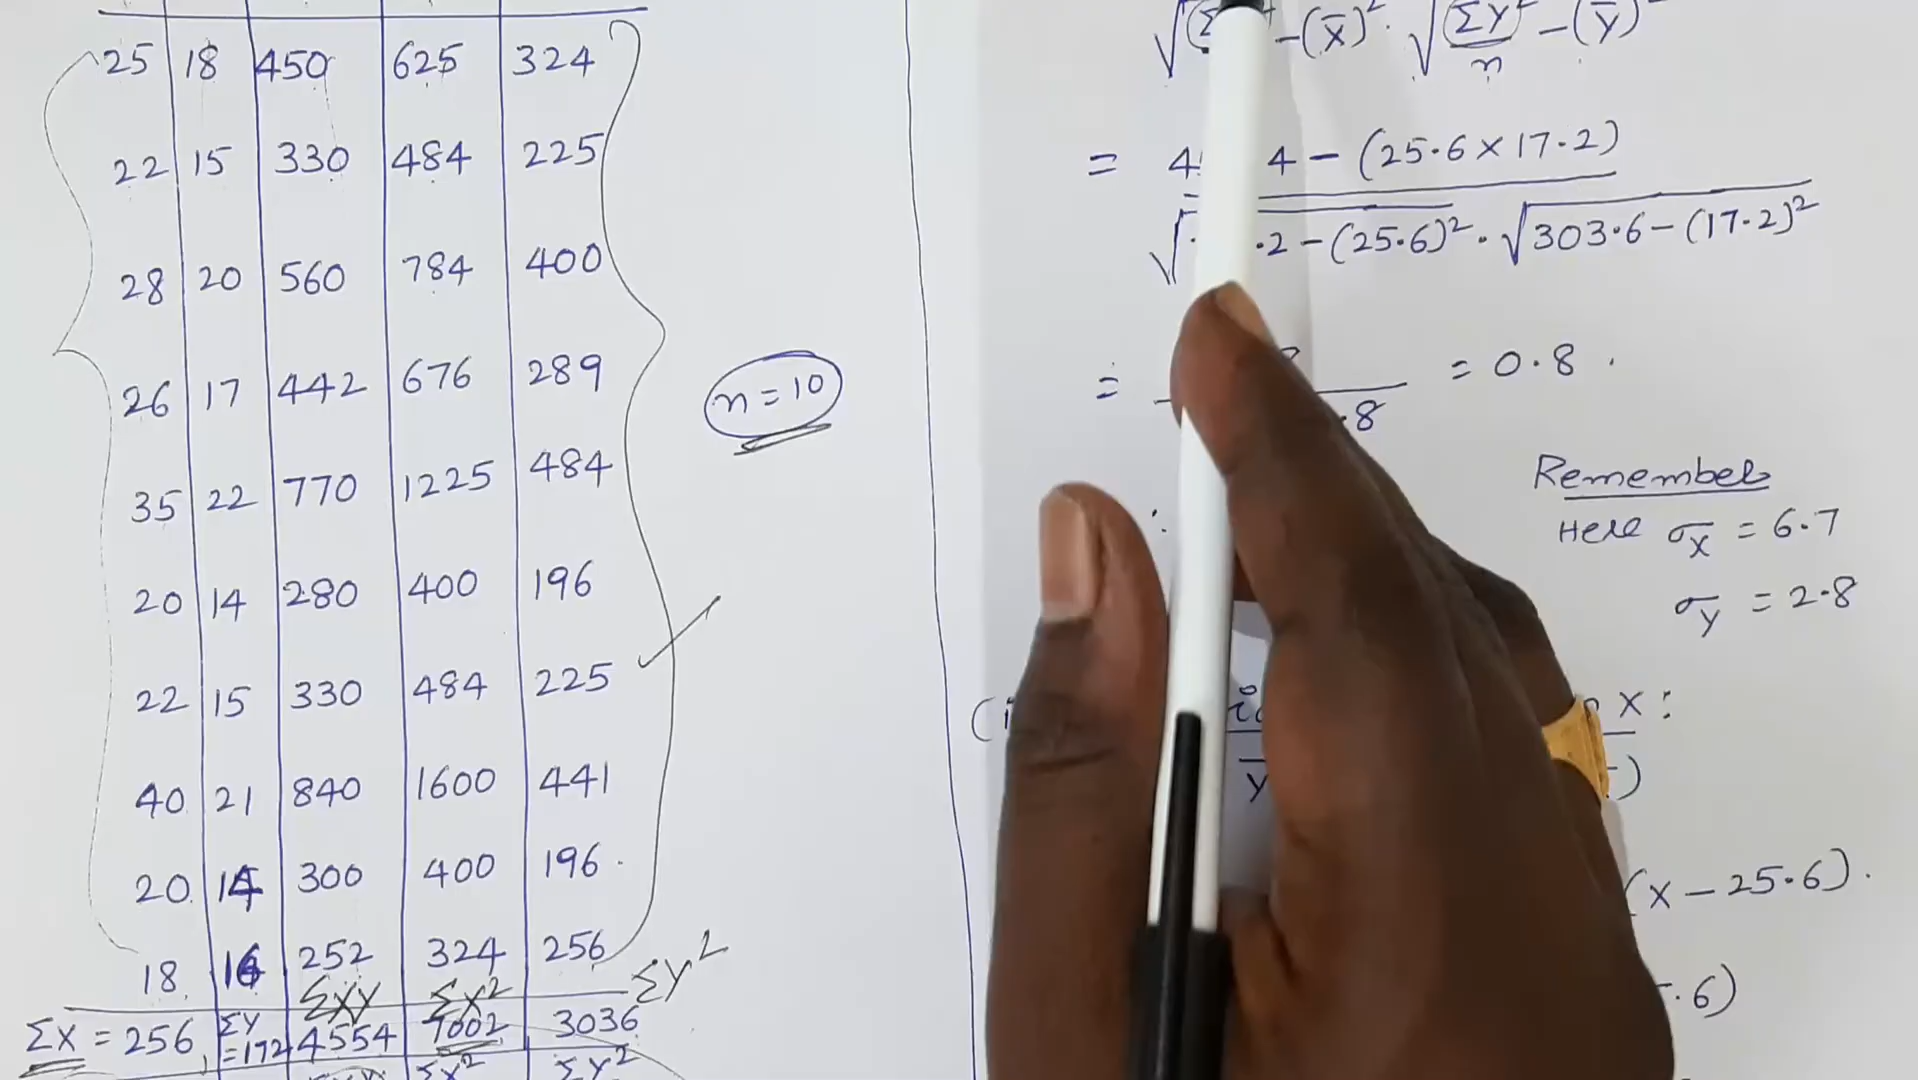 25 18 450 625 324
22 15 330 484 225
28 20 560 784 400
26 17 442 676 289
35 22 770 1225 484
20 14 280 400 196
22 15 330 484 225
40 21 840 1600 441
20 14 300 400 196
18 16 252 324 256
ΣXY ΣX² ΣY²
ΣX = 256, ΣY =172 4554 7002 3036
ΣX² ΣY²
n = 10
-(x̄)² · √ΣY²/n -(ȳ)²
= 4 4 - (25.6 × 17.2)
√ .2 - (25.6)² · √303.6 - (17.2)²
= .8 = 0.8
Remember
Here σx = 6.7
σy = 2.8
X :
(x - 25.6).
.6)